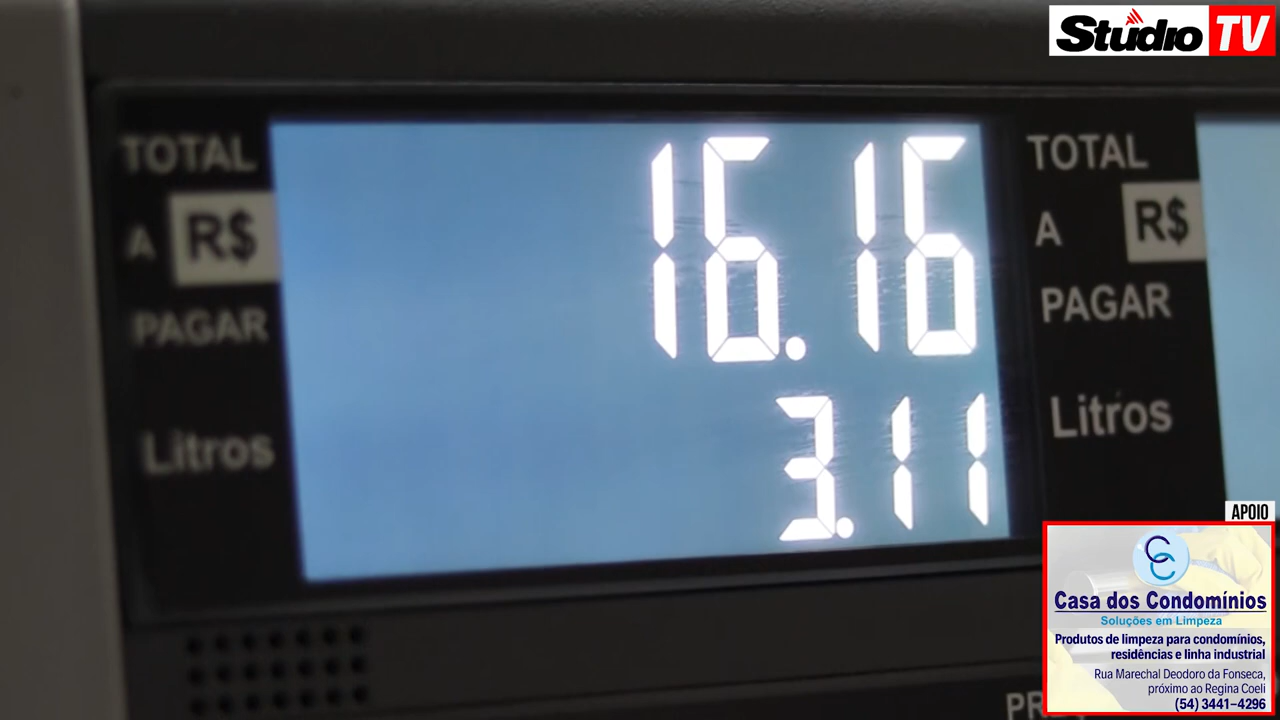 Studio TV
TOTAL
A R$
PAGAR
Litros
16.16
3.11
TOTAL
A R$
PAGAR
Litros
APOIO
CC
Casa dos Condomínios
Soluções em Limpeza
Produtos de limpeza para condomínios,
residências e linha industrial
Rua Marechal Deodoro da Fonseca,
próximo ao Regina Coeli
(54) 3441-4296